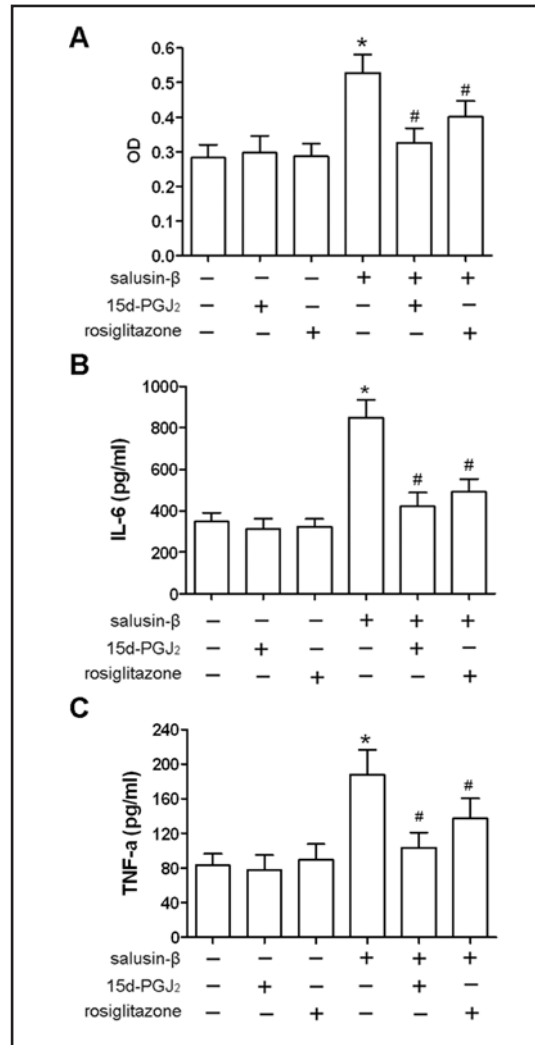 A
0.6
*
0.5
#
0.4
#
OD
0.3
0.2
0.1
0.0
salusin-β – – – + + +
15d-PGJ₂ – + – – + –
rosiglitazone – – + – – +
B
1000
*
800
IL-6 (pg/ml)
600
# #
400
200
0
salusin-β – – – + + +
15d-PGJ₂ – + – – + –
rosiglitazone – – + – – +
C
240
*
200
TNF-a (pg/ml)
160
# #
120
80
40
0
salusin-β – – – + + +
15d-PGJ₂ – + – – + –
rosiglitazone – – + – – +